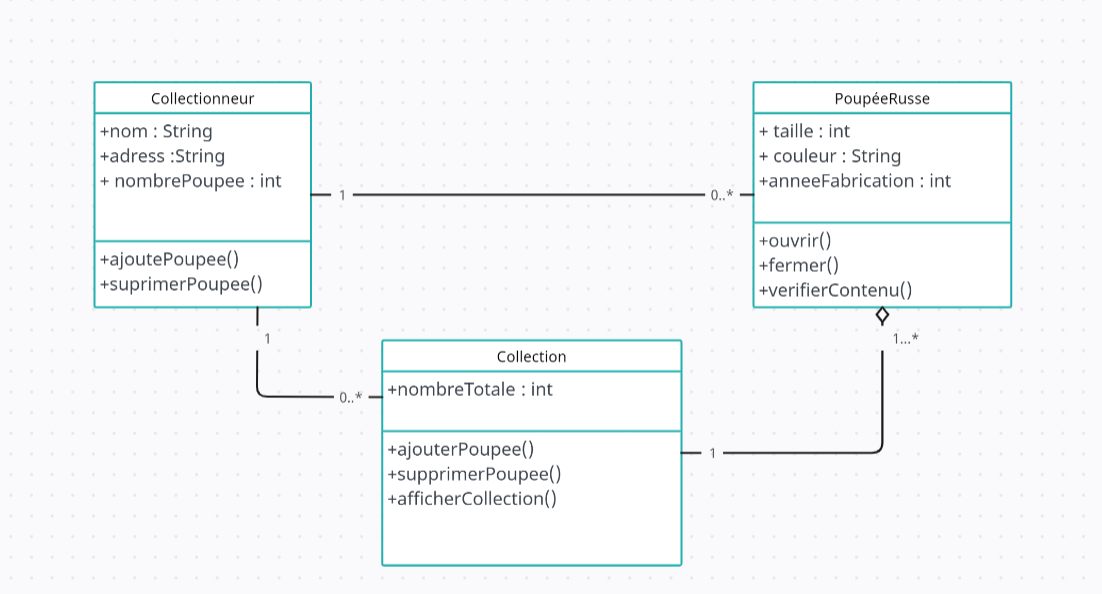 Collectionneur
+nom : String
+adress :String
+ nombrePoupee : int
+ajoutePoupee()
+suprimerPoupee()
1
0..*
PoupéeRusse
+ taille : int
+ couleur : String
+anneeFabrication : int
+ouvrir()
+fermer()
+verifierContenu()
1
0..*
Collection
+nombreTotale : int
+ajouterPoupee()
+supprimerPoupee()
+afficherCollection()
1
1...*